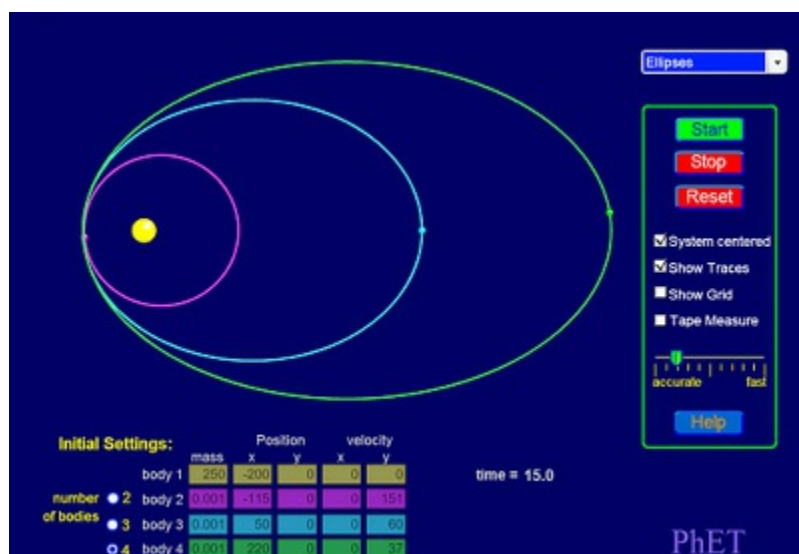 Ellipses
Start
Stop
Reset
System centered
Show Traces
Show Grid
Tape Measure
accurate fast
Help
Initial Settings:
Position velocity
mass x y x y
body 1 250 -200 0 0 0
number of bodies
2 body 2 0.001 -115 0 0 151
3 body 3 0.001 50 0 0 60
4 body 4 0.001 220 0 0 37
time = 15.0
PhET